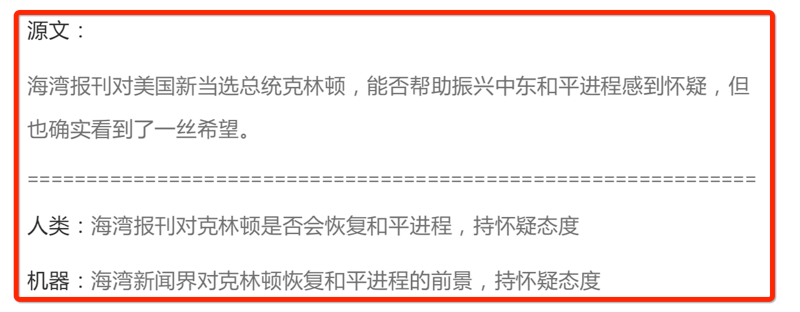 源文：
海湾报刊对美国新当选总统克林顿，能否帮助振兴中东和平进程感到怀疑，但
也确实看到了一丝希望。
==============================================================
人类：海湾报刊对克林顿是否会恢复和平进程，持怀疑态度
机器：海湾新闻界对克林顿恢复和平进程的前景，持怀疑态度